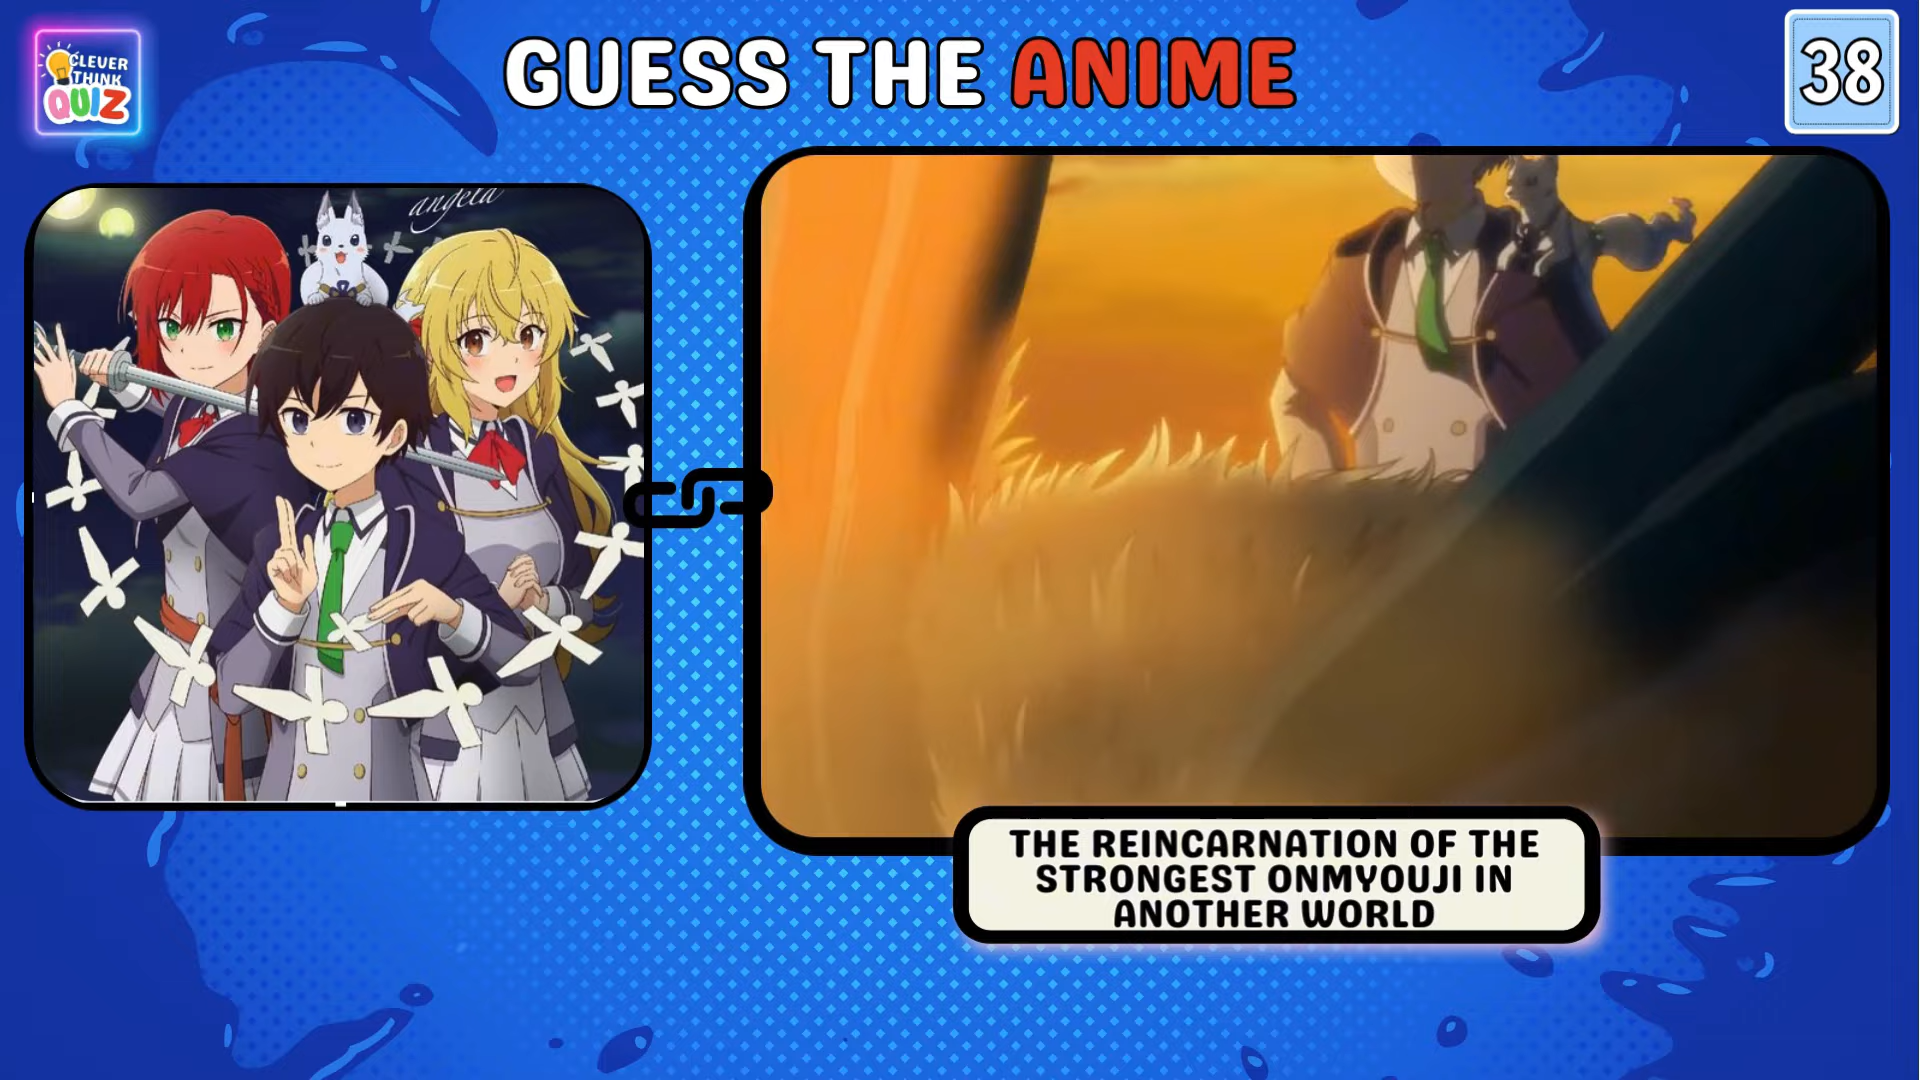 CLEVER
THINK
QUIZ
GUESS THE ANIME
38
angela
THE REINCARNATION OF THE
STRONGEST ONMYOUJI IN
ANOTHER WORLD